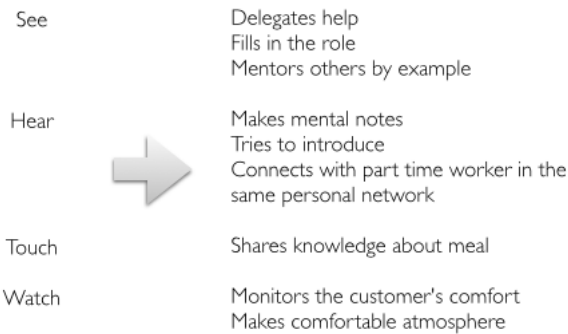 See
Delegates help
Fills in the role
Mentors others by example
Hear
Makes mental notes
Tries to introduce
Connects with part time worker in the
same personal network
Touch
Shares knowledge about meal
Watch
Monitors the customer's comfort
Makes comfortable atmosphere